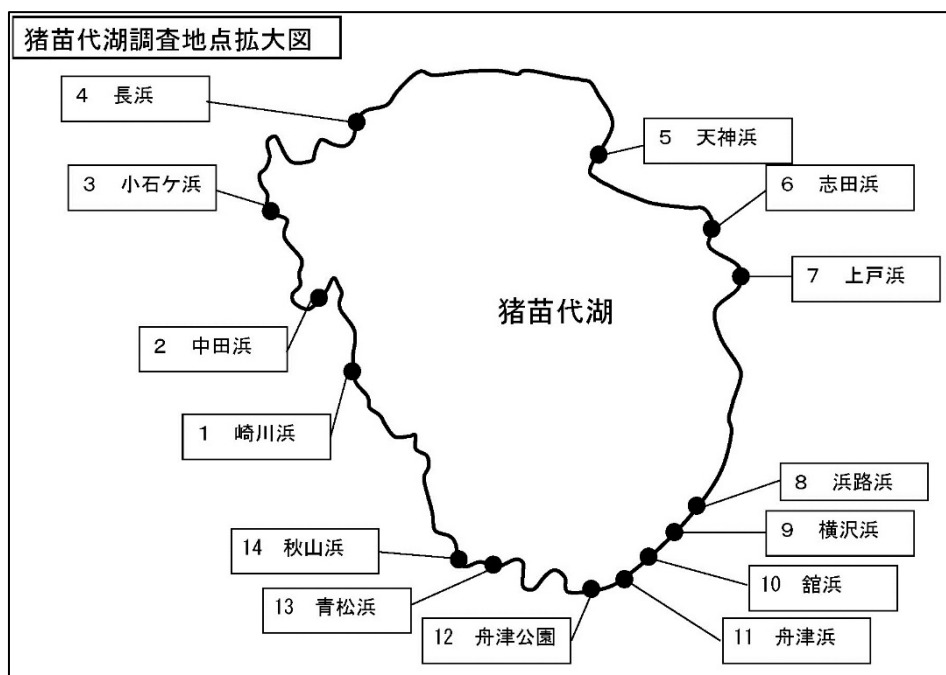 猪苗代湖調査地点拡大図
4 長浜
5 天神浜
3 小石ケ浜
6 志田浜
7 上戸浜
猪苗代湖
2 中田浜
1 崎川浜
8 浜路浜
9 横沢浜
14 秋山浜
10 舘浜
13 青松浜
12 舟津公園
11 舟津浜